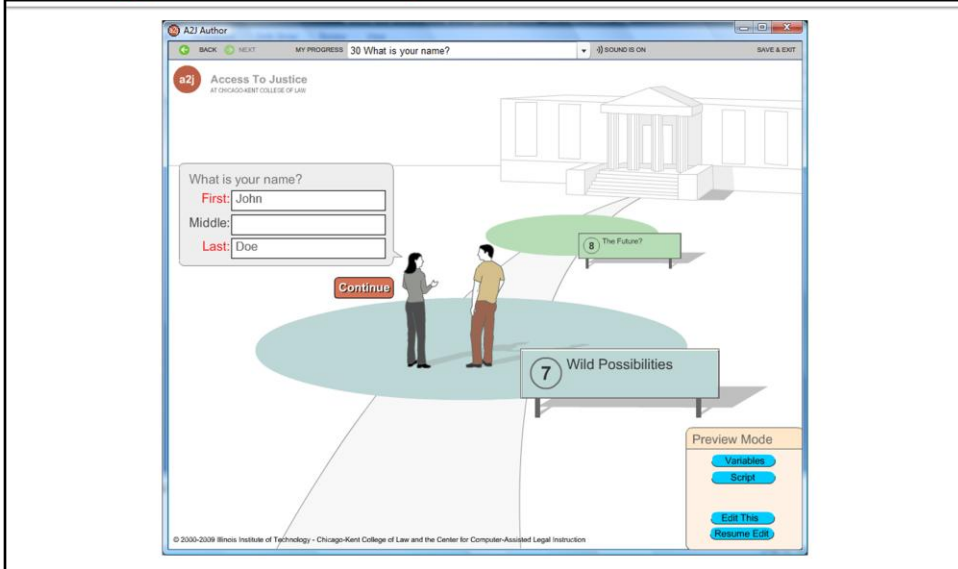 A2J Author
BACK NEXT MY PROGRESS 30 What is your name? SOUND IS ON SAVE & EXIT
a2j Access To Justice
AT CHICAGO-KENT COLLEGE OF LAW
What is your name?
First: John
Middle:
Last: Doe
Continue
8 The Future?
7 Wild Possibilities
Preview Mode
Variables
Script
Edit This
Resume Edit
© 2000-2009 Illinois Institute of Technology - Chicago-Kent College of Law and the Center for Computer-Assisted Legal Instruction